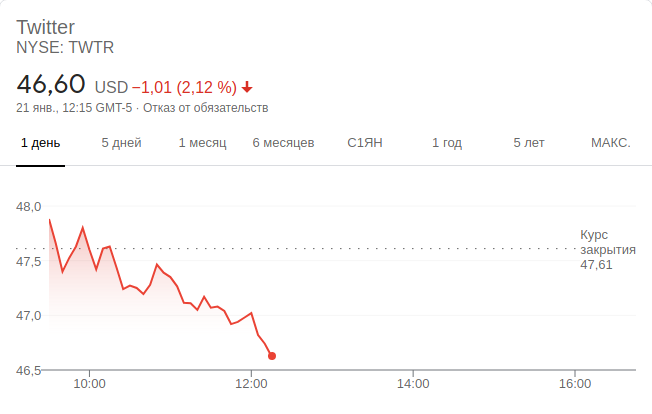 Twitter
NYSE: TWTR
46,60 USD −1,01 (2,12 %)
21 янв., 12:15 GMT-5 · Отказ от обязательств
1 день 5 дней 1 месяц 6 месяцев С1ЯН 1 год 5 лет МАКС.
48,0
Курс
закрытия
47,61
47,5
47,0
46,5
10:00 12:00 14:00 16:00